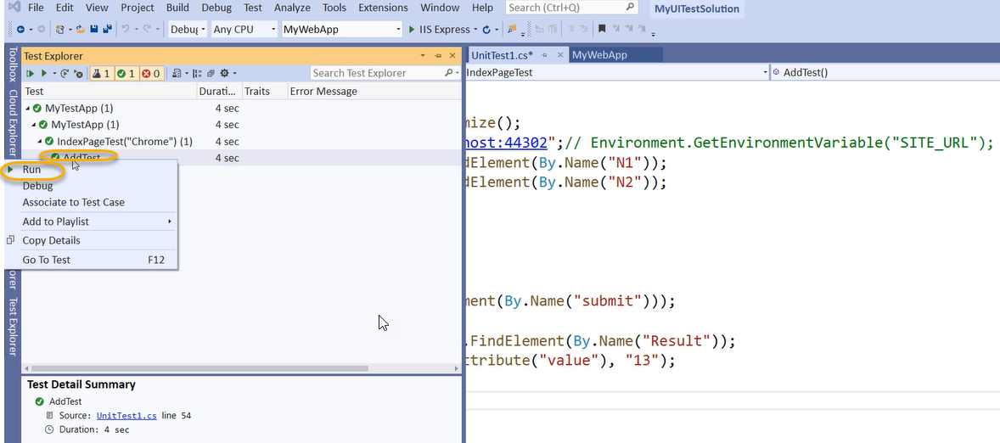 File Edit View Project Build Debug Test Analyze Tools Extensions Window Help Search (Ctrl+Q) MyUITestSolution
Debug Any CPU MyWebApp IIS Express
Toolbox
Cloud Explorer
Test Explorer
Test Explorer
1 1 0 Search Test Explorer
Test Durati... Traits Error Message
MyTestApp (1) 4 sec
MyTestApp (1) 4 sec
IndexPageTest("Chrome") (1) 4 sec
AddTest 4 sec
Run
Debug
Associate to Test Case
Add to Playlist
Copy Details
Go To Test F12
Test Detail Summary
AddTest
Source: UnitTest1.cs line 54
Duration: 4 sec
UnitTest1.cs* MyWebApp
IndexPageTest AddTest()
mize();
host:44302";// Environment.GetEnvironmentVariable("SITE_URL");
dElement(By.Name("N1"));
dElement(By.Name("N2"));
ment(By.Name("submit")));
.FindElement(By.Name("Result"));
ttribute("value"), "13");